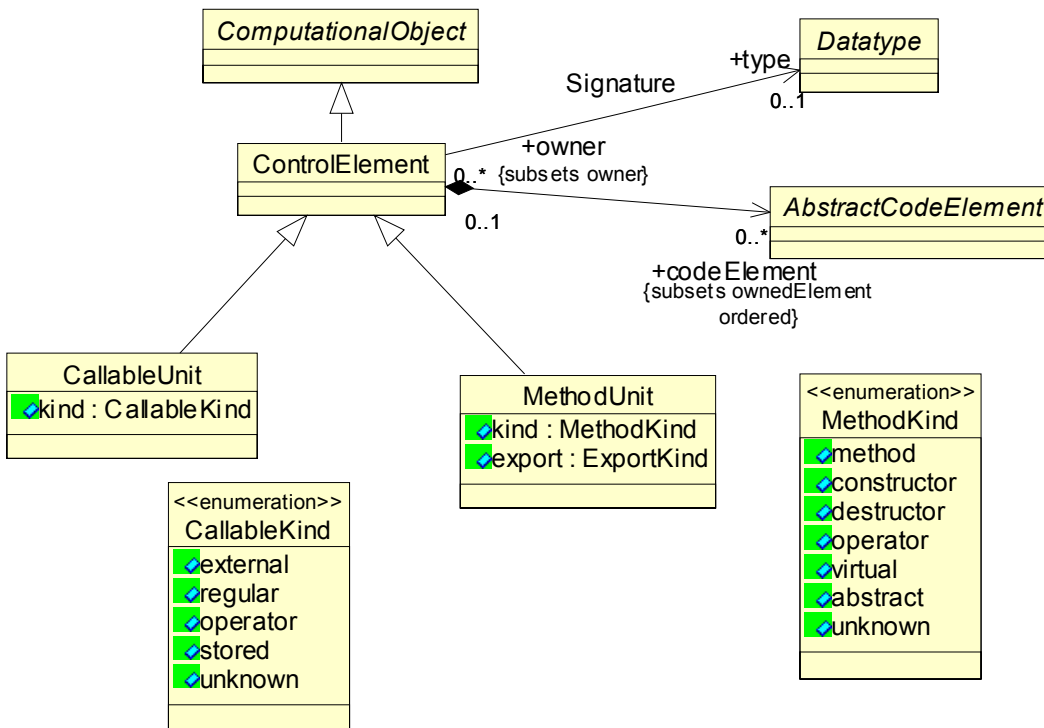 ComputationalObject
Datatype
+type
Signature
0..1
+owner
ControlElement
0..*
{subsets owner}
0..1
AbstractCodeElement
0..*
+codeElement
{subsets ownedElement
ordered}
CallableUnit
kind : CallableKind
MethodUnit
kind : MethodKind
export : ExportKind
<<enumeration>>
MethodKind
method
constructor
destructor
operator
virtual
abstract
unknown
<<enumeration>>
CallableKind
external
regular
operator
stored
unknown